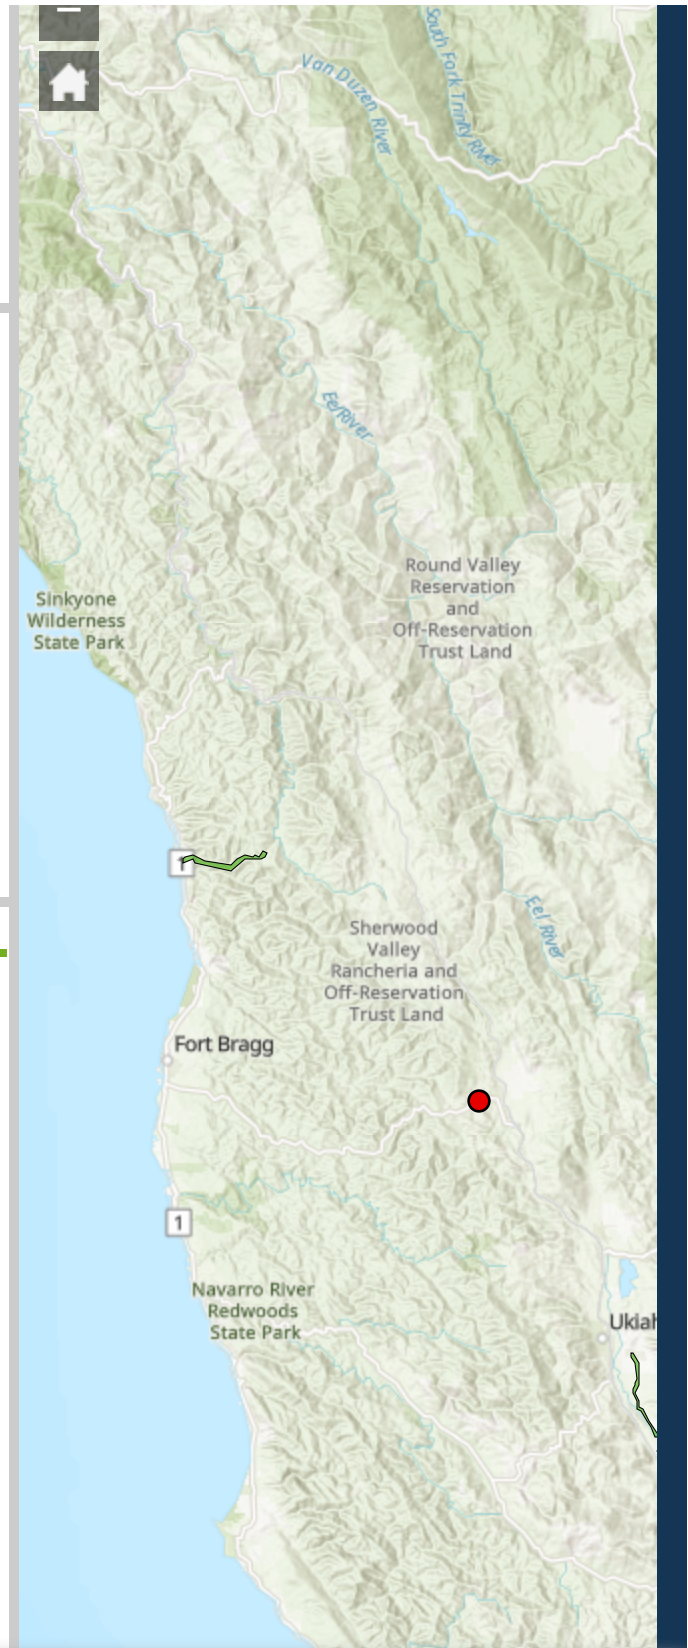 South Fork Trinity River
Van Duzen River
Eel River
Round Valley
Reservation
and
Off-Reservation
Trust Land
Sinkyone
Wilderness
State Park
1
Eel River
Sherwood
Valley
Rancheria and
Off-Reservation
Trust Land
Fort Bragg
1
Navarro River
Redwoods
State Park
Ukiah